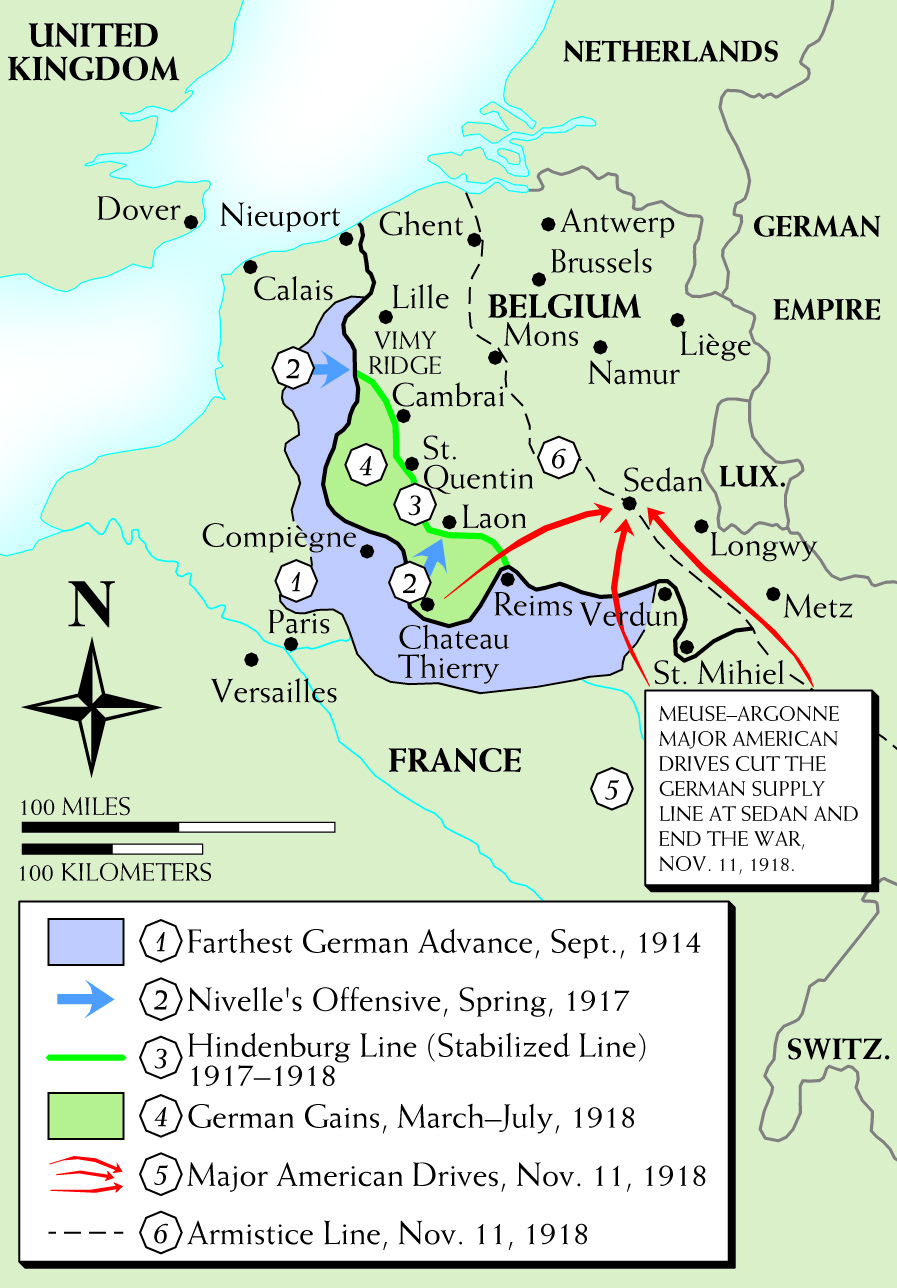 UNITED
KINGDOM
NETHERLANDS
Dover
Nieuport
Ghent
Antwerp
GERMAN
EMPIRE
Brussels
Calais
Lille
BELGIUM
VIMY
RIDGE
Mons
Liège
Namur
2
Cambrai
4
St.
Quentin
6
LUX.
3
Sedan
Laon
Compiègne
Longwy
1
2
N
Reims
Verdun
Metz
Paris
Chateau
Thierry
Versailles
St. Mihiel
FRANCE
MEUSE–ARGONNE
MAJOR AMERICAN
DRIVES CUT THE
GERMAN SUPPLY
LINE AT SEDAN AND
END THE WAR,
NOV. 11, 1918.
5
100 MILES
100 KILOMETERS
SWITZ.
1 Farthest German Advance, Sept., 1914
2 Nivelle's Offensive, Spring, 1917
3 Hindenburg Line (Stabilized Line)
1917–1918
4 German Gains, March–July, 1918
5 Major American Drives, Nov. 11, 1918
6 Armistice Line, Nov. 11, 1918